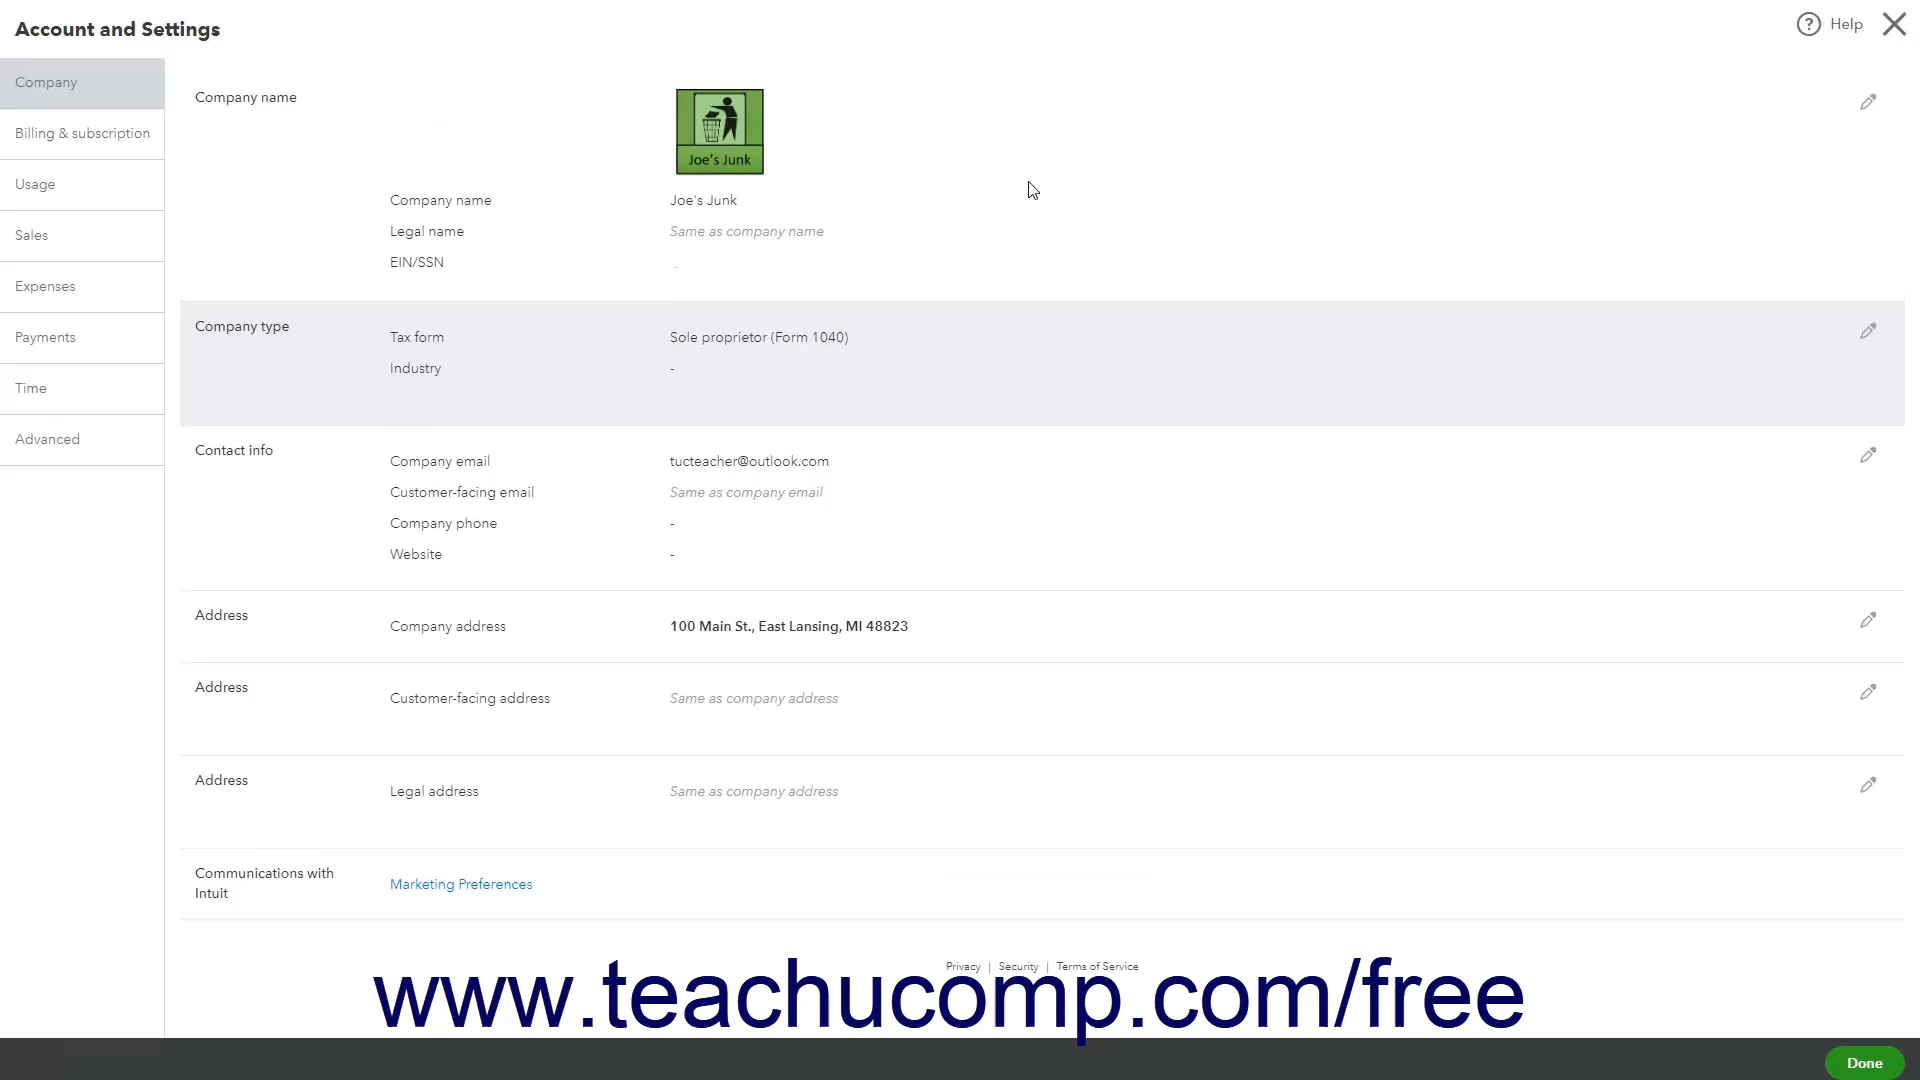 Account and Settings
Help
Company
Billing & subscription
Usage
Sales
Expenses
Payments
Time
Advanced
Company name
Joe's Junk
Company name Joe's Junk
Legal name Same as company name
EIN/SSN -
Company type
Tax form Sole proprietor (Form 1040)
Industry -
Contact info
Company email tucteacher@outlook.com
Customer-facing email Same as company email
Company phone -
Website -
Address
Company address 100 Main St., East Lansing, MI 48823
Address
Customer-facing address Same as company address
Address
Legal address Same as company address
Communications with
Intuit
Marketing Preferences
Privacy | Security | Terms of Service
www.teachucomp.com/free
Done